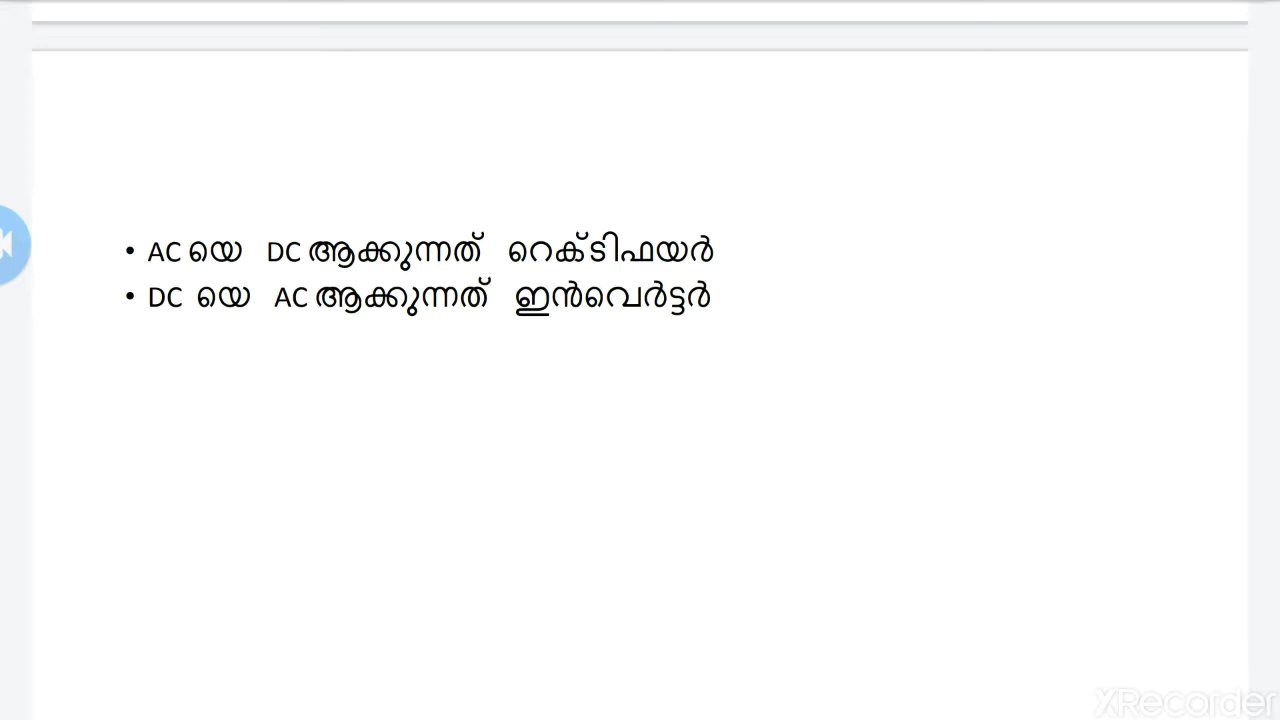 • AC യെ DC ആക്കുന്നത് റെക്ടിഫയർ
• DC യെ AC ആക്കുന്നത് ഇൻവെർട്ടർ
XRecorder